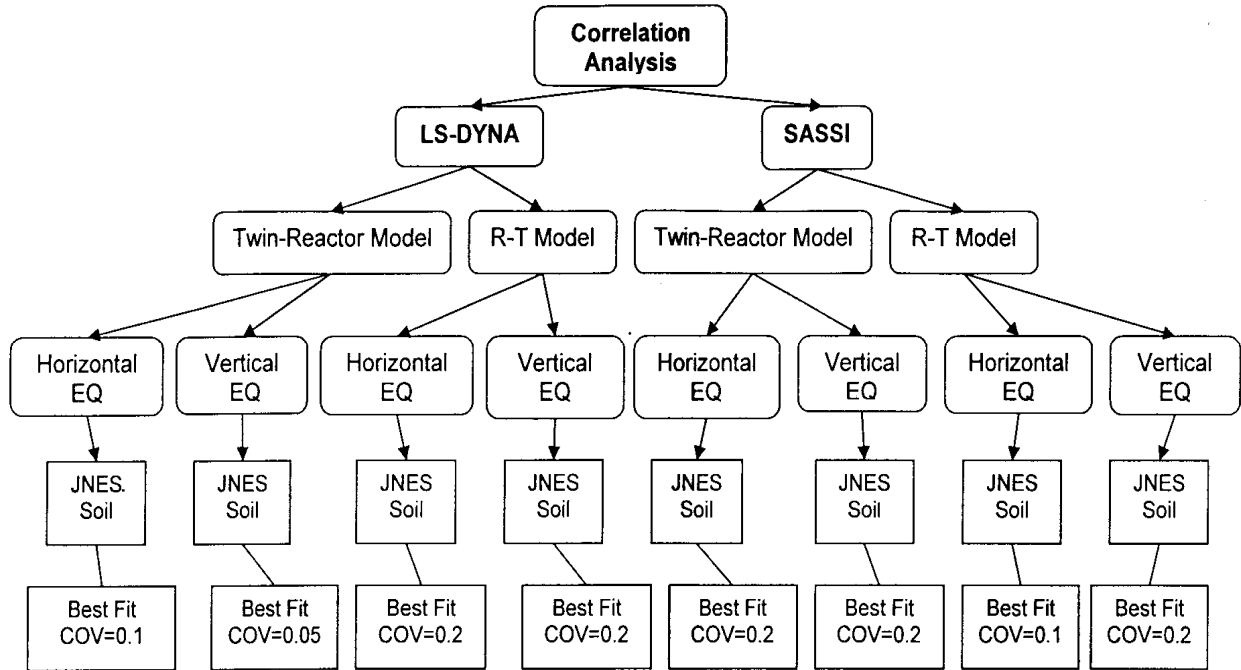 Correlation
Analysis
LS-DYNA
SASSI
Twin-Reactor Model
R-T Model
Twin-Reactor Model
R-T Model
Horizontal
EQ
Vertical
EQ
Horizontal
EQ
Vertical
EQ
Horizontal
EQ
Vertical
EQ
Horizontal
EQ
Vertical
EQ
JNES.
Soil
JNES
Soil
JNES
Soil
JNES
Soil
JNES
Soil
JNES
Soil
JNES
Soil
JNES
Soil
Best Fit
COV=0.1
Best Fit
COV=0.05
Best Fit
COV=0.2
Best Fit
COV=0.2
Best Fit
COV=0.2
Best Fit
COV=0.2
Best Fit
COV=0.1
Best Fit
COV=0.2